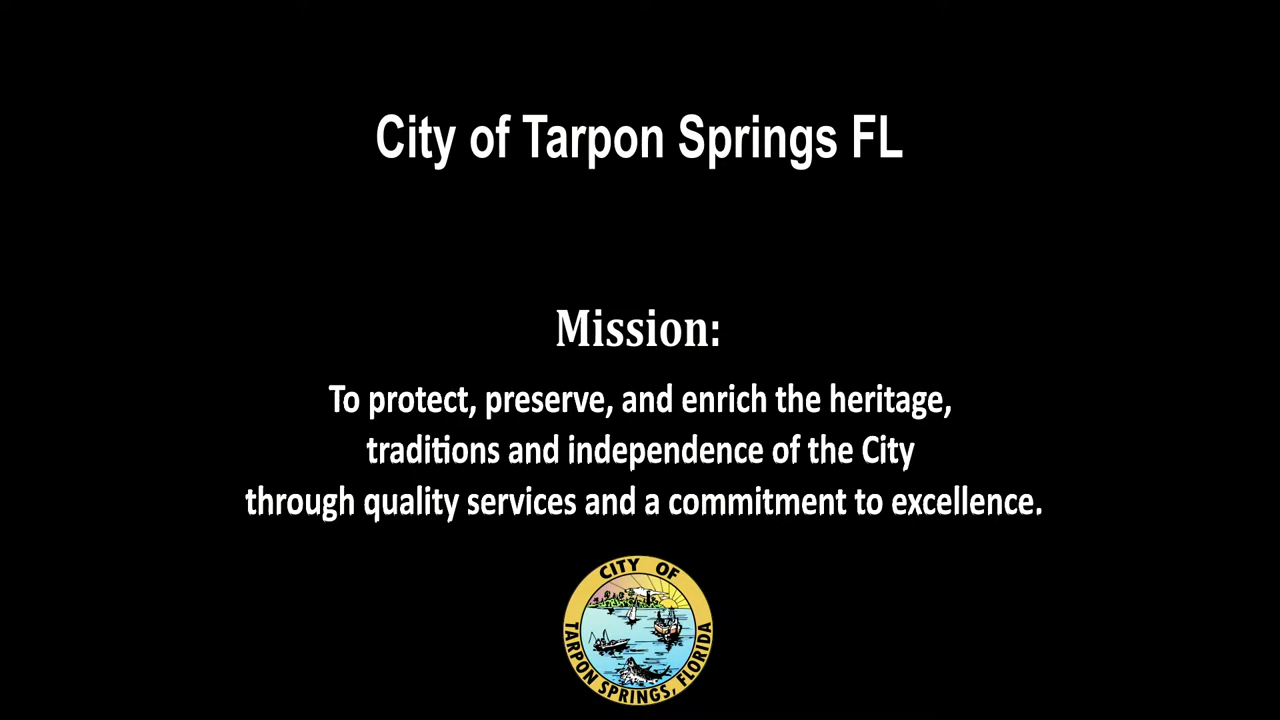 City of Tarpon Springs FL
Mission:
To protect, preserve, and enrich the heritage,
traditions and independence of the City
through quality services and a commitment to excellence.
CITY OF
TARPON SPRINGS, FLORIDA